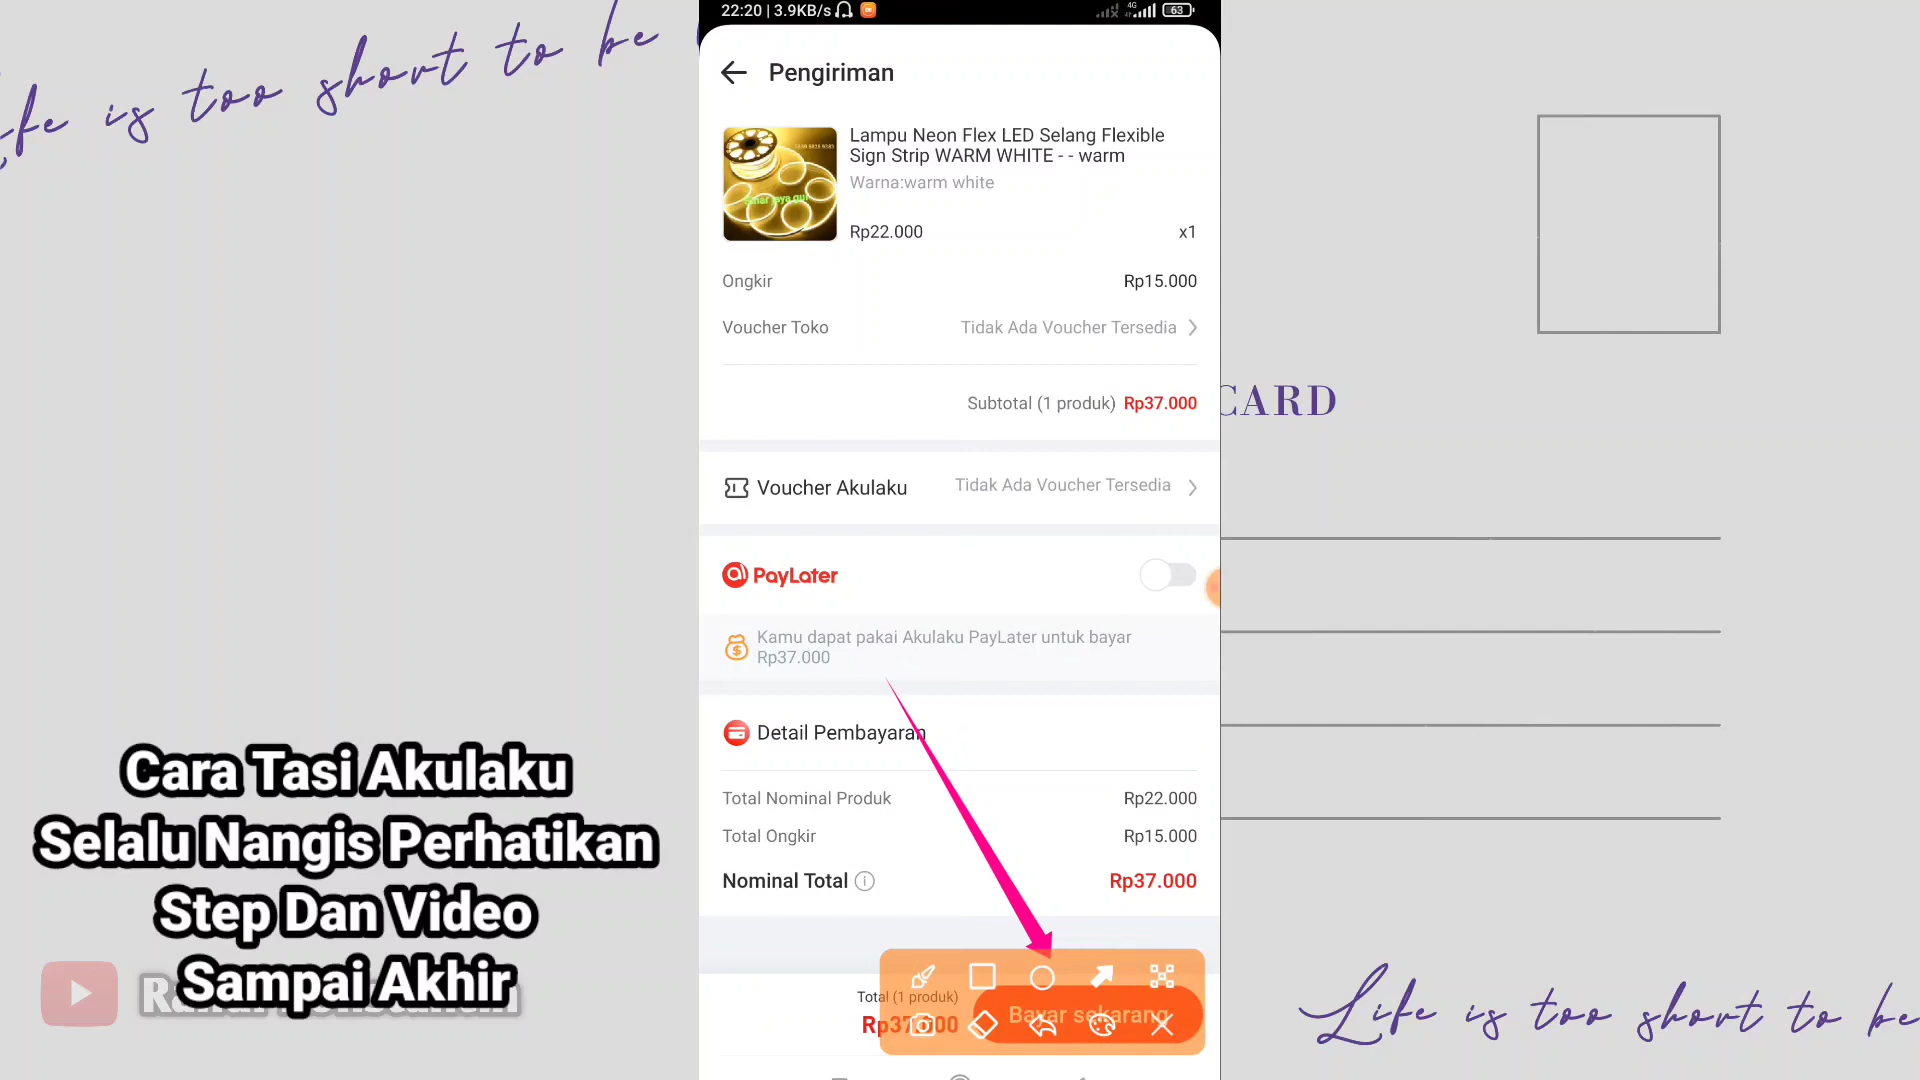 Life is too short to be
22:20 | 3.9KB/s
4G
63
Pengiriman
Lampu Neon Flex LED Selang Flexible
Sign Strip WARM WHITE - - warm
Warna:warm white
Rp22.000
x1
Ongkir
Rp15.000
Voucher Toko
Tidak Ada Voucher Tersedia
Subtotal (1 produk) Rp37.000
CARD
Voucher Akulaku
Tidak Ada Voucher Tersedia
PayLater
Kamu dapat pakai Akulaku PayLater untuk bayar
Rp37.000
Detail Pembayaran
Total Nominal Produk
Rp22.000
Total Ongkir
Rp15.000
Nominal Total
Rp37.000
Total (1 produk)
Rp37.000
Bayar sekarang
Cara Tasi Akulaku
Selalu Nangis Perhatikan
Step Dan Video
Sampai Akhir
Life is too short to be